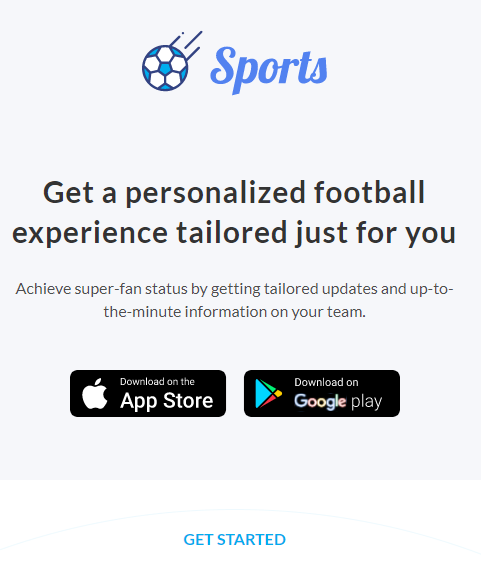 Sports
Get a personalized football
experience tailored just for you
Achieve super-fan status by getting tailored updates and up-to-
the-minute information on your team.
Download on the
App Store
Download on
Google play
GET STARTED